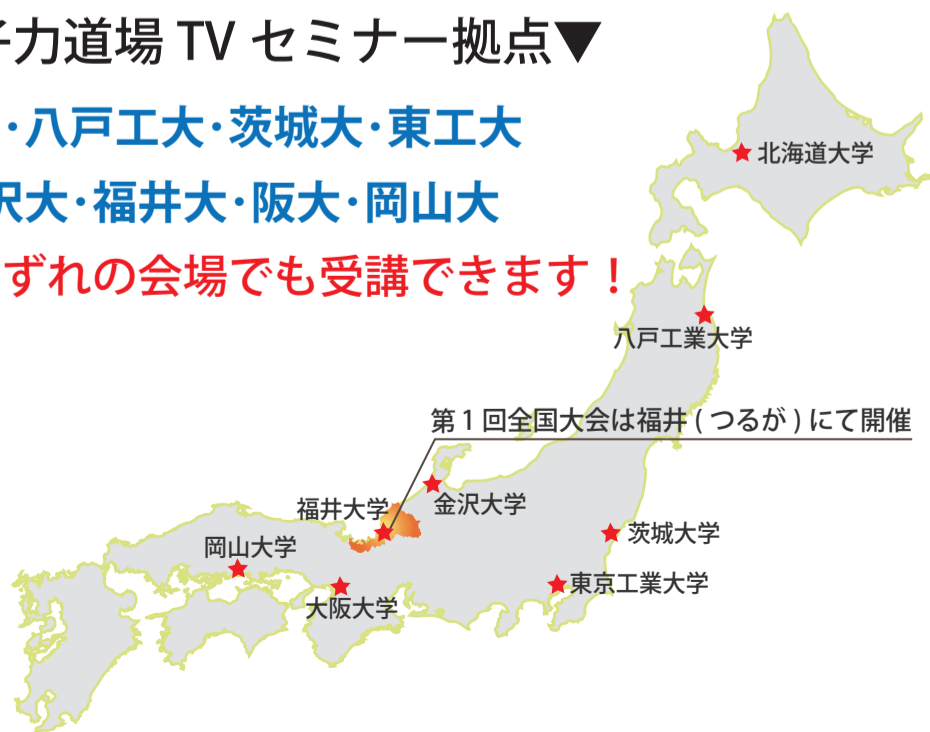 子力道場 TV セミナー拠点▼
・八戸工大・茨城大・東工大
沢大・福井大・阪大・岡山大
ずれの会場でも受講できます！
北海道大学
八戸工業大学
第1回全国大会は福井(つるが)にて開催
福井大学
金沢大学
岡山大学
茨城大学
東京工業大学
大阪大学